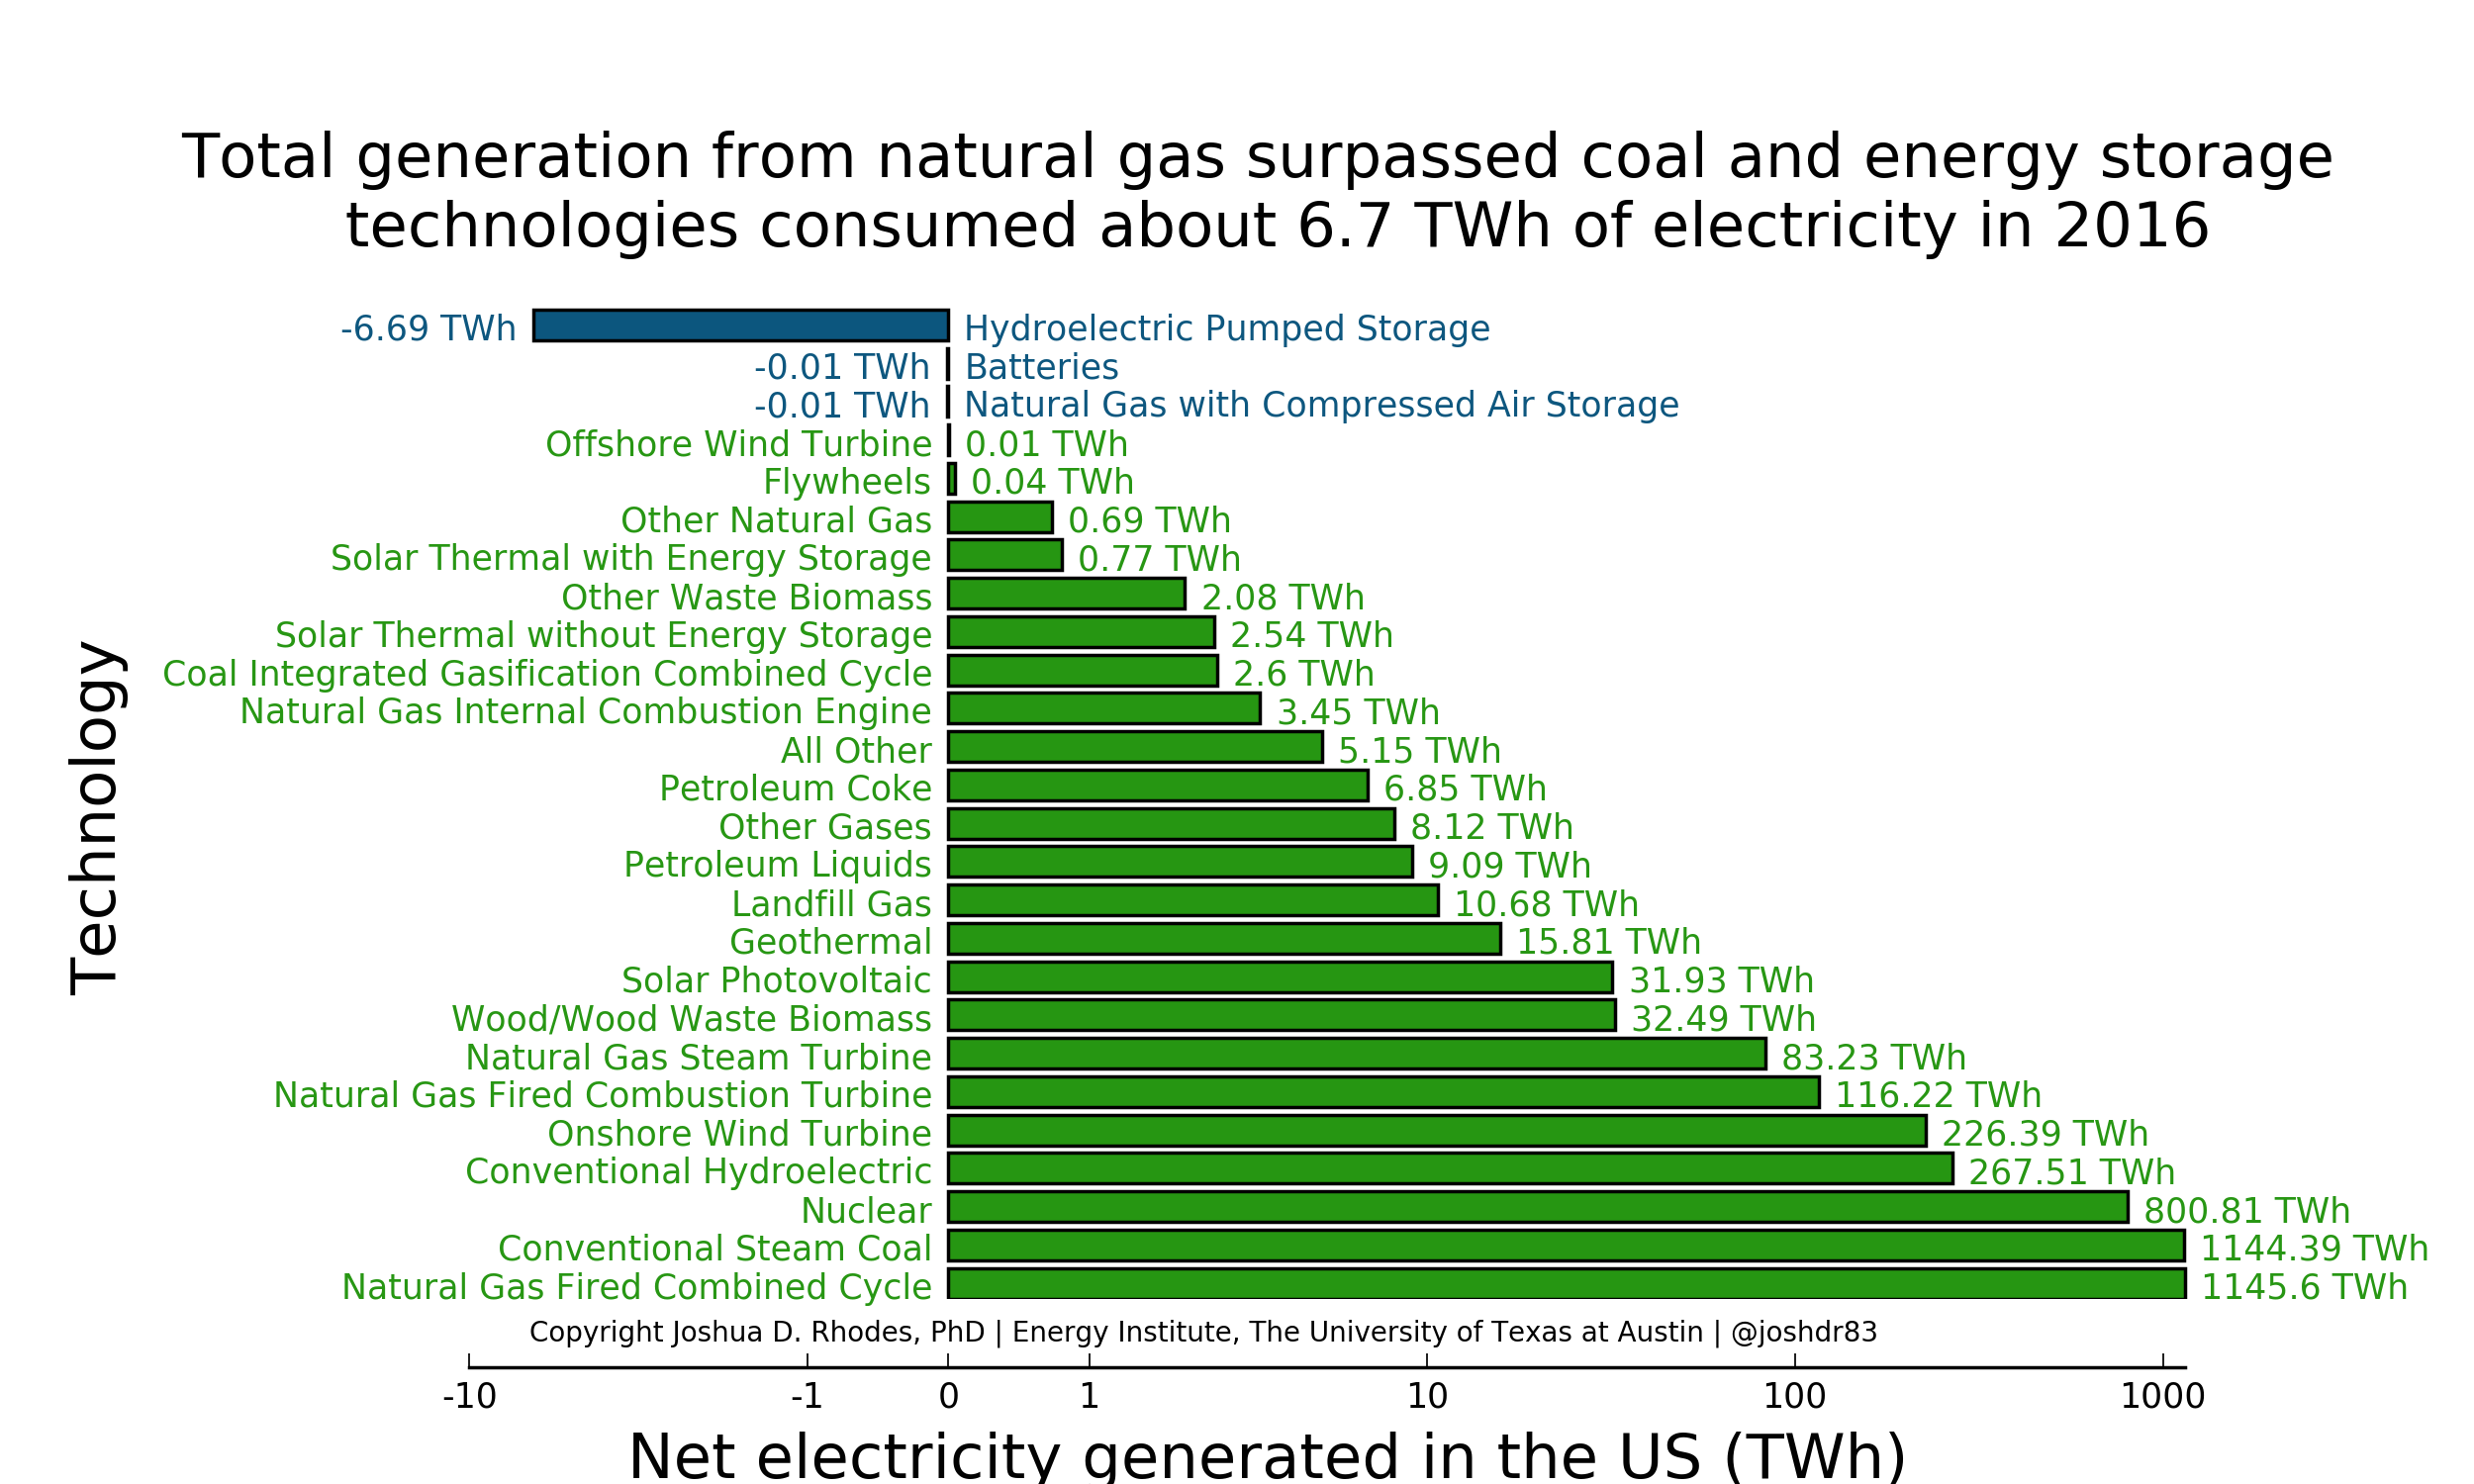 Total generation from natural gas surpassed coal and energy storage
technologies consumed about 6.7 TWh of electricity in 2016
-6.69 TWh Hydroelectric Pumped Storage
-0.01 TWh Batteries
-0.01 TWh Natural Gas with Compressed Air Storage
Offshore Wind Turbine 0.01 TWh
Flywheels 0.04 TWh
Other Natural Gas 0.69 TWh
Solar Thermal with Energy Storage 0.77 TWh
Other Waste Biomass 2.08 TWh
Solar Thermal without Energy Storage 2.54 TWh
Coal Integrated Gasification Combined Cycle 2.6 TWh
Natural Gas Internal Combustion Engine 3.45 TWh
All Other 5.15 TWh
Petroleum Coke 6.85 TWh
Other Gases 8.12 TWh
Petroleum Liquids 9.09 TWh
Landfill Gas 10.68 TWh
Geothermal 15.81 TWh
Solar Photovoltaic 31.93 TWh
Wood/Wood Waste Biomass 32.49 TWh
Natural Gas Steam Turbine 83.23 TWh
Natural Gas Fired Combustion Turbine 116.22 TWh
Onshore Wind Turbine 226.39 TWh
Conventional Hydroelectric 267.51 TWh
Nuclear 800.81 TWh
Conventional Steam Coal 1144.39 TWh
Natural Gas Fired Combined Cycle 1145.6 TWh
Technology
Copyright Joshua D. Rhodes, PhD | Energy Institute, The University of Texas at Austin | @joshdr83
-10 -1 0 1 10 100 1000
Net electricity generated in the US (TWh)